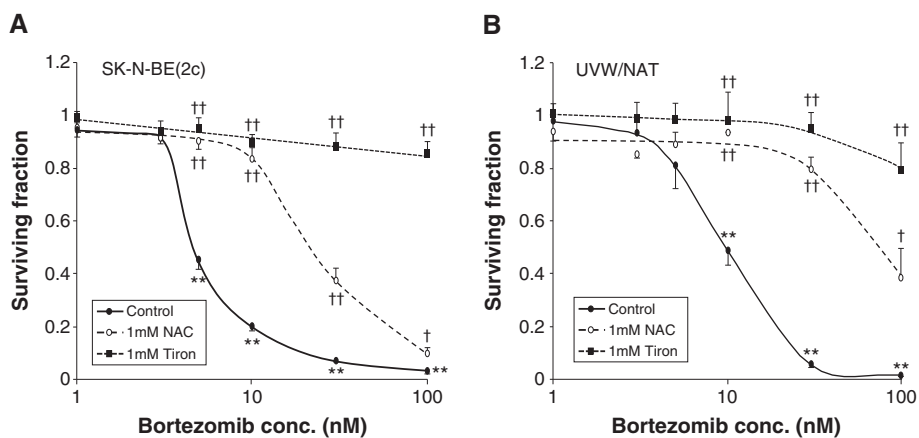 A
SK-N-BE(2c)
Surviving fraction
1.2
1
0.8
0.6
0.4
0.2
0
††
††
††
††
††
††
††
†
**
**
**
**
Control
1mM NAC
1mM Tiron
1
10
100
Bortezomib conc. (nM)
B
UVW/NAT
Surviving fraction
1.2
1
0.8
0.6
0.4
0.2
0
††
††
††
††
††
†
**
**
**
Control
1mM NAC
1mM Tiron
1
10
100
Bortezomib conc. (nM)